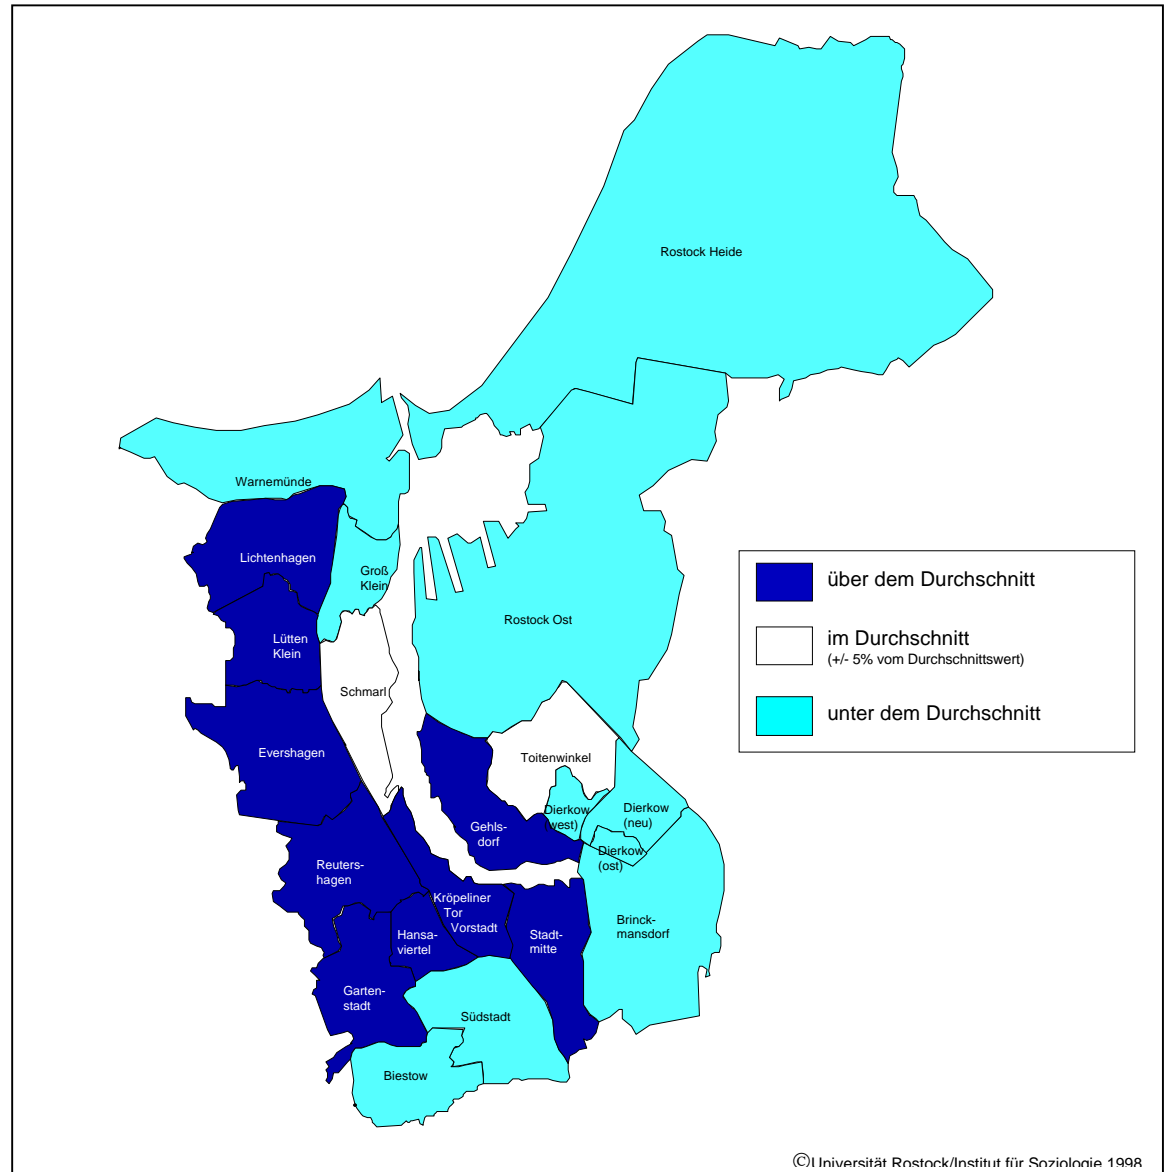 Rostock Heide
Warnemünde
Lichtenhagen
Groß
Klein
Rostock Ost
Lütten
Klein
Schmarl
Evershagen
Toitenwinkel
Dierkow
(west)
Dierkow
(neu)
Gehls-
dorf
Dierkow
(ost)
Reuters-
hagen
Kröpeliner
Tor
Vorstadt
Hansa-
viertel
Stadt-
mitte
Brinck-
mansdorf
Garten-
stadt
Südstadt
Biestow
über dem Durchschnitt
im Durchschnitt
(+/- 5% vom Durchschnittswert)
unter dem Durchschnitt
©Universität Rostock/Institut für Soziologie 1998